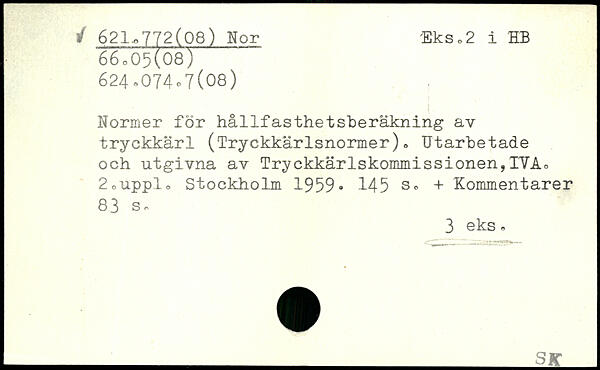 621.772(08) Nor Eks.2 i HB
66.05(08)
624.074.7(08)
Normer för hållfasthetsberäkning av
tryckkärl (Tryckkärlsnormer). Utarbetade
och utgivna av Tryckkärlskommissionen,IVA.
2.uppl. Stockholm 1959. 145 s. + Kommentarer
83 s.
3 eks.
SK